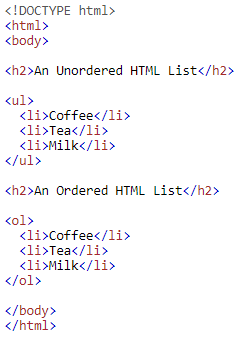 <!DOCTYPE html>
<html>
<body>
<h2>An Unordered HTML List</h2>
<ul>
<li>Coffee</li>
<li>Tea</li>
<li>Milk</li>
</ul>
<h2>An Ordered HTML List</h2>
<ol>
<li>Coffee</li>
<li>Tea</li>
<li>Milk</li>
</ol>
</body>
</html>